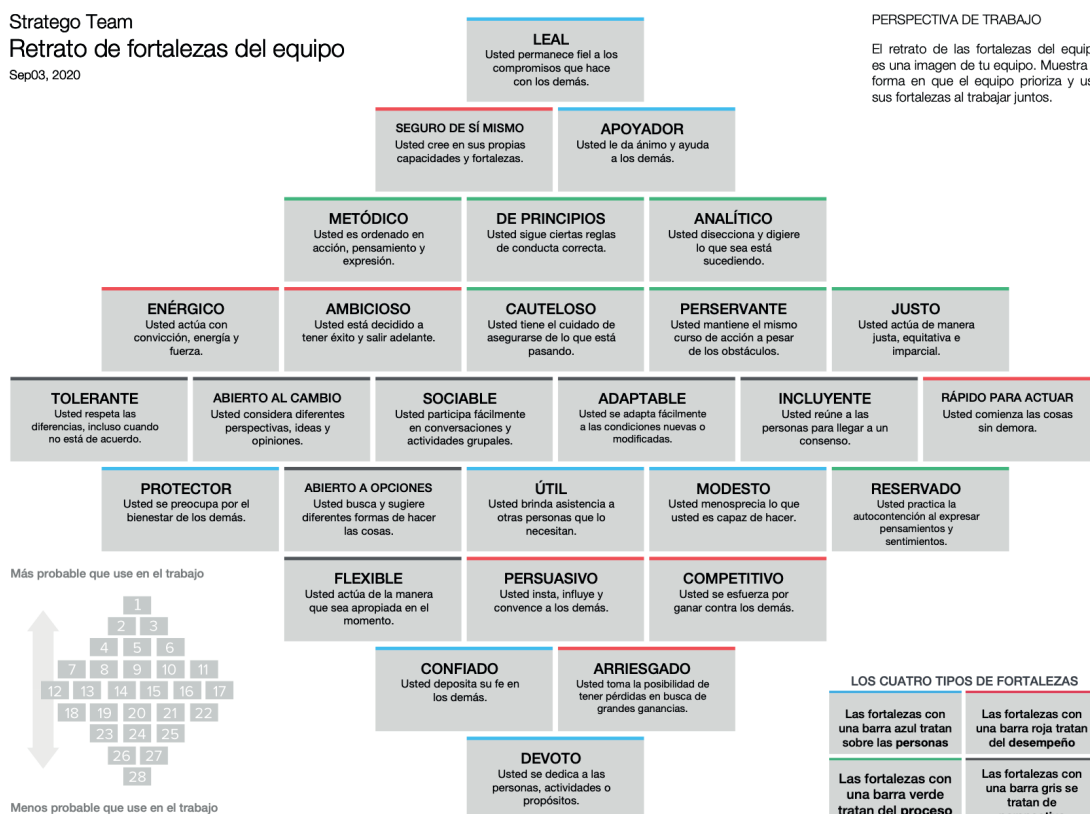 Stratego Team
Retrato de fortalezas del equipo
Sep03, 2020
PERSPECTIVA DE TRABAJO
El retrato de las fortalezas del equip
es una imagen de tu equipo. Muestra
forma en que el equipo prioriza y us
sus fortalezas al trabajar juntos.
LEAL
Usted permanece fiel a los
compromisos que hace
con los demás.
SEGURO DE SÍ MISMO
Usted cree en sus propias
capacidades y fortalezas.
APOYADOR
Usted le da ánimo y ayuda
a los demás.
METÓDICO
Usted es ordenado en
acción, pensamiento y
expresión.
DE PRINCIPIOS
Usted sigue ciertas reglas
de conducta correcta.
ANALÍTICO
Usted disecciona y digiere
lo que sea está
sucediendo.
ENÉRGICO
Usted actúa con
convicción, energía y
fuerza.
AMBICIOSO
Usted está decidido a
tener éxito y salir adelante.
CAUTELOSO
Usted tiene el cuidado de
asegurarse de lo que está
pasando.
PERSERVANTE
Usted mantiene el mismo
curso de acción a pesar
de los obstáculos.
JUSTO
Usted actúa de manera
justa, equitativa e
imparcial.
TOLERANTE
Usted respeta las
diferencias, incluso cuando
no está de acuerdo.
ABIERTO AL CAMBIO
Usted considera diferentes
perspectivas, ideas y
opiniones.
SOCIABLE
Usted participa fácilmente
en conversaciones y
actividades grupales.
ADAPTABLE
Usted se adapta fácilmente
a las condiciones nuevas o
modificadas.
INCLUYENTE
Usted reúne a las
personas para llegar a un
consenso.
RÁPIDO PARA ACTUAR
Usted comienza las cosas
sin demora.
PROTECTOR
Usted se preocupa por el
bienestar de los demás.
ABIERTO A OPCIONES
Usted busca y sugiere
diferentes formas de hacer
las cosas.
ÚTIL
Usted brinda asistencia a
otras personas que lo
necesitan.
MODESTO
Usted menosprecia lo que
usted es capaz de hacer.
RESERVADO
Usted practica la
autocontención al expresar
pensamientos y
sentimientos.
FLEXIBLE
Usted actúa de la manera
que sea apropiada en el
momento.
PERSUASIVO
Usted insta, influye y
convence a los demás.
COMPETITIVO
Usted se esfuerza por
ganar contra los demás.
CONFIADO
Usted deposita su fe en
los demás.
ARRIESGADO
Usted toma la posibilidad de
tener pérdidas en busca de
grandes ganancias.
DEVOTO
Usted se dedica a las
personas, actividades o
propósitos.
Más probable que use en el trabajo
1
2 3
4 5 6
7 8 9 10 11
12 13 14 15 16 17
18 19 20 21 22
23 24 25
26 27
28
Menos probable que use en el trabajo
LOS CUATRO TIPOS DE FORTALEZAS
Las fortalezas con
una barra azul tratan
sobre las personas
Las fortalezas con
una barra roja tratan
del desempeño
Las fortalezas con
una barra verde
tratan del proceso
Las fortalezas con
una barra gris se
tratan de